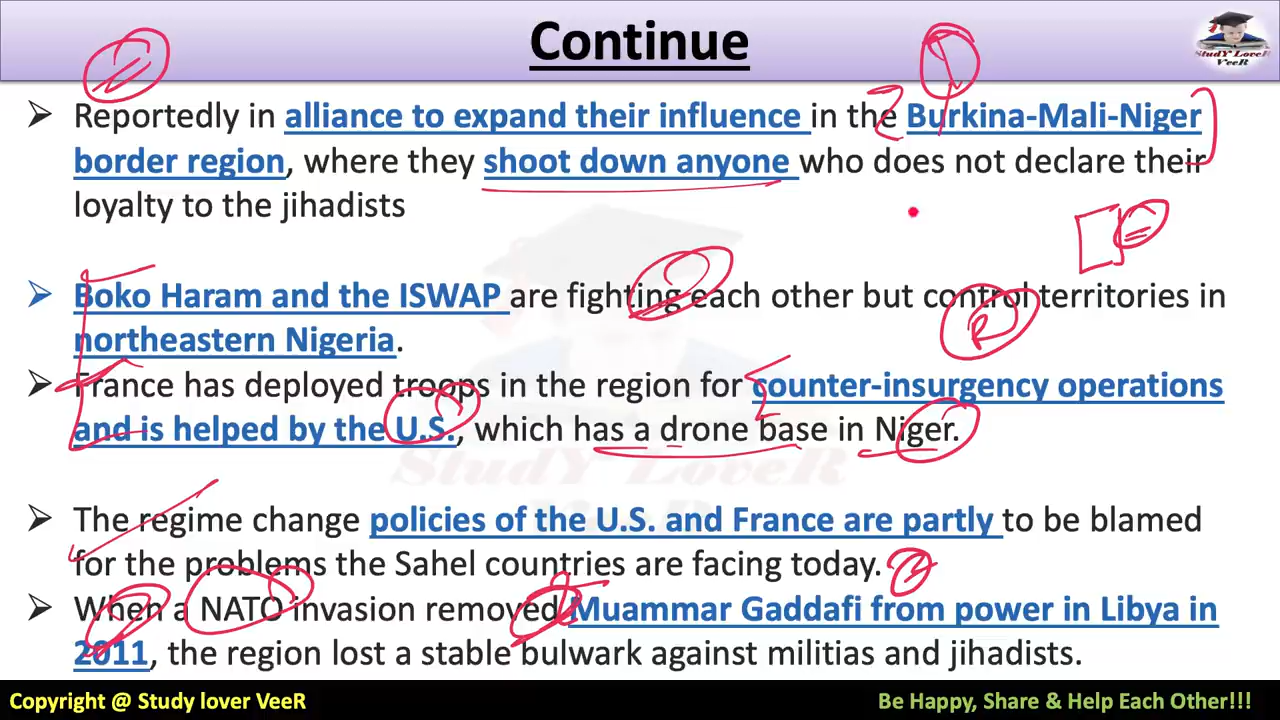 Continue
StudY LoveR
VeeR
➢ Reportedly in alliance to expand their influence in the Burkina-Mali-Niger
border region, where they shoot down anyone who does not declare their
loyalty to the jihadists
➢ Boko Haram and the ISWAP are fighting each other but control territories in
northeastern Nigeria.
➢ France has deployed troops in the region for counter-insurgency operations
and is helped by the U.S., which has a drone base in Niger.
StudY LoveR
➢ The regime change policies of the U.S. and France are partly to be blamed
for the problems the Sahel countries are facing today.
➢ When a NATO invasion removed Muammar Gaddafi from power in Libya in
2011, the region lost a stable bulwark against militias and jihadists.
Copyright @ Study lover VeeR
Be Happy, Share & Help Each Other!!!